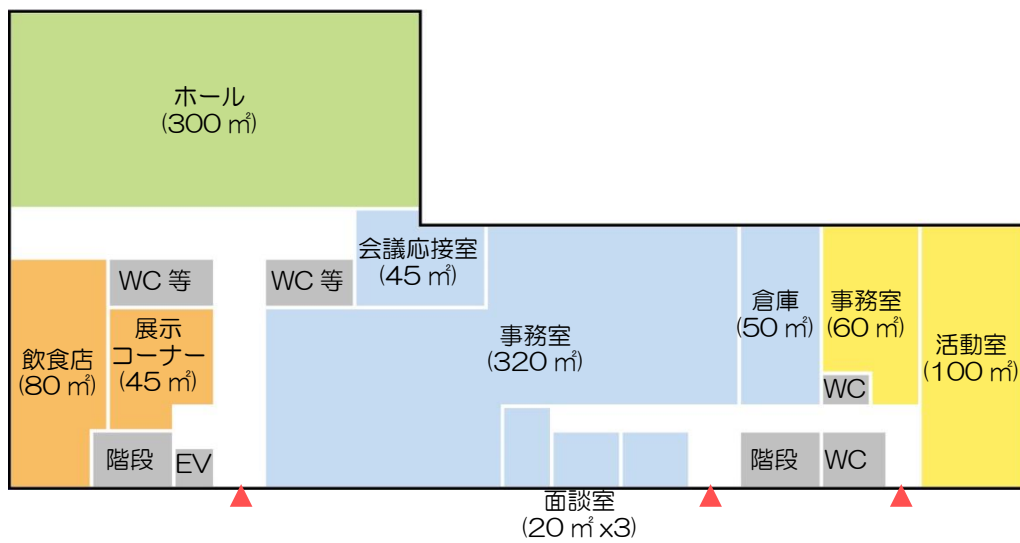 ホール
(300 ㎡)
会議応接室
(45 ㎡)
WC 等
WC 等
展示
コーナー
(45 ㎡)
飲食店
(80 ㎡)
事務室
(320 ㎡)
倉庫
(50 ㎡)
事務室
(60 ㎡)
活動室
(100 ㎡)
WC
階段
EV
階段
WC
面談室
(20 ㎡ x3)